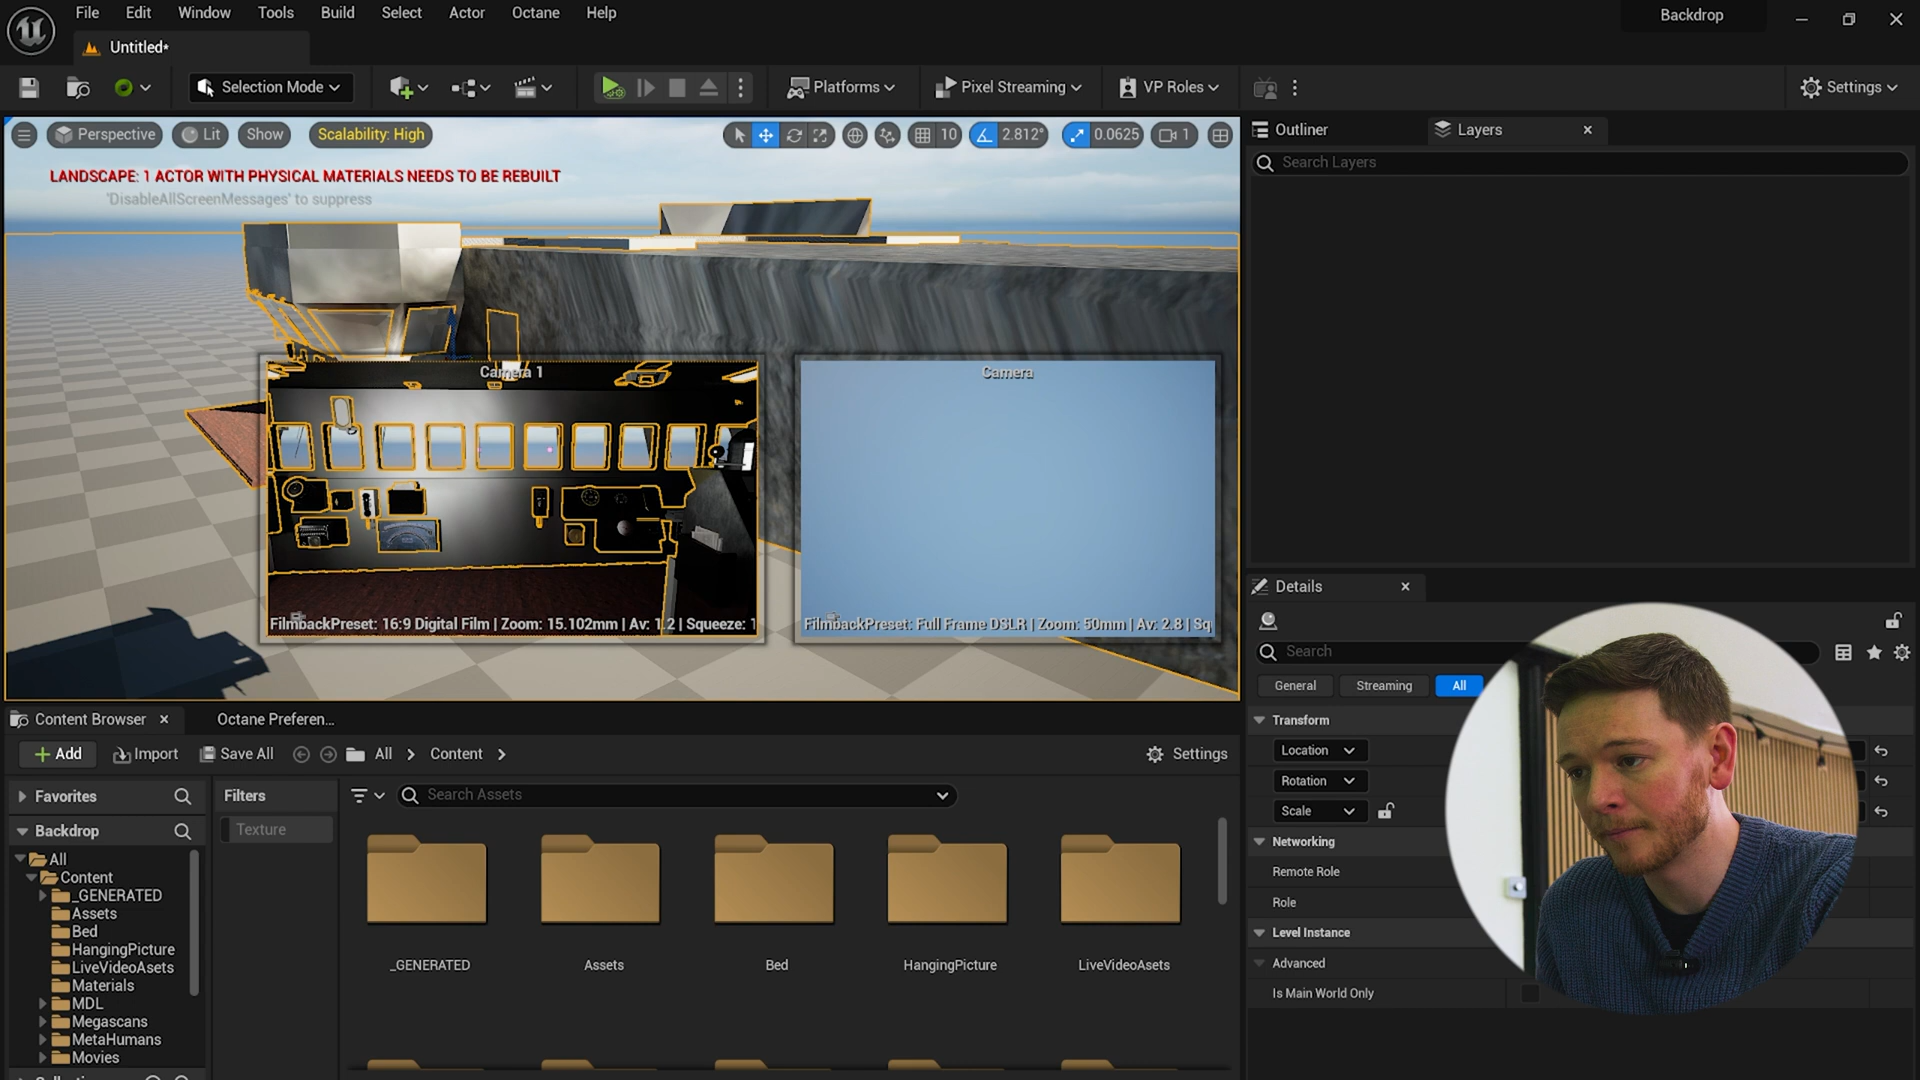 File Edit Window Tools Build Select Actor Octane Help
Backdrop
Untitled*
Selection Mode
Platforms
Pixel Streaming
VP Roles
Settings
Perspective
Lit
Show
Scalability: High
10
2.812°
0.0625
1
LANDSCAPE: 1 ACTOR WITH PHYSICAL MATERIALS NEEDS TO BE REBUILT
'DisableAllScreenMessages' to suppress
Camera 1
FilmbackPreset: 16:9 Digital Film | Zoom: 15.102mm | Av: 1.2 | Squeeze: 1
Camera
FilmbackPreset: Full Frame DSLR | Zoom: 50mm | Av: 2.8 | Sq
Outliner
Layers
Search Layers
Details
Search
General
Streaming
All
Transform
Location
Rotation
Scale
Networking
Remote Role
Role
Level Instance
Advanced
Is Main World Only
Content Browser
Octane Preferen...
Add
Import
Save All
All
Content
Settings
Favorites
Backdrop
All
Content
_GENERATED
Assets
Bed
HangingPicture
LiveVideoAsets
Materials
MDL
Megascans
MetaHumans
Movies
Filters
Texture
Search Assets
_GENERATED
Assets
Bed
HangingPicture
LiveVideoAsets